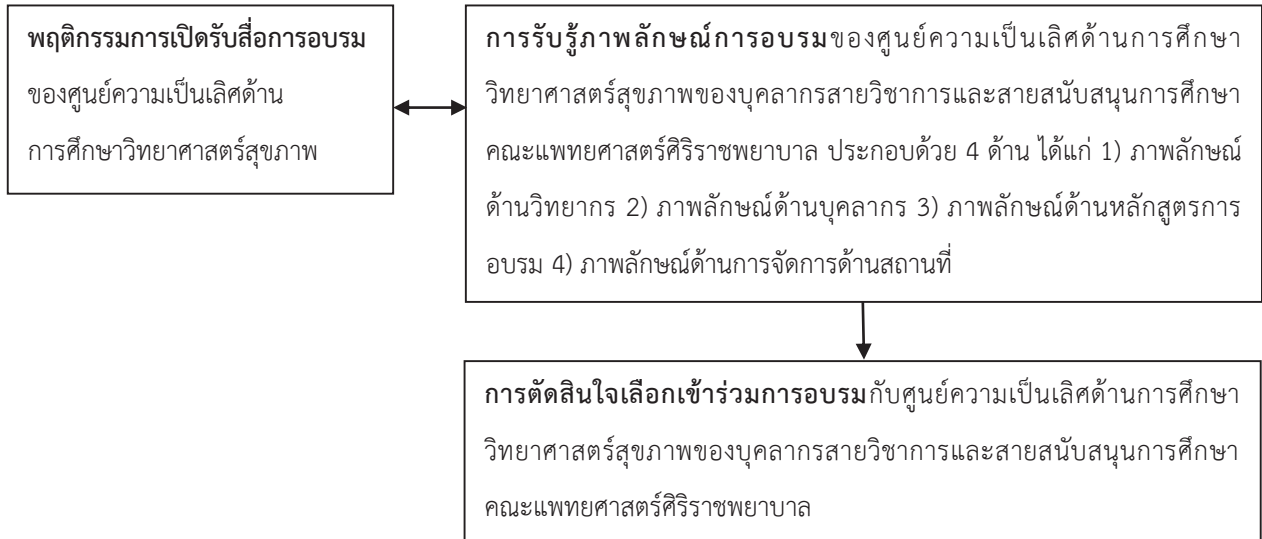 พฤติกรรมการเปิดรับสื่อการอบรม
ของศูนย์ความเป็นเลิศด้าน
การศึกษาวิทยาศาสตร์สุขภาพ
การรับรู้ภาพลักษณ์การอบรมของศูนย์ความเป็นเลิศด้านการศึกษา
วิทยาศาสตร์สุขภาพของบุคลากรสายวิชาการและสายสนับสนุนการศึกษา
คณะแพทยศาสตร์ศิริราชพยาบาล ประกอบด้วย 4 ด้าน ได้แก่ 1) ภาพลักษณ์
ด้านวิทยากร 2) ภาพลักษณ์ด้านบุคลากร 3) ภาพลักษณ์ด้านหลักสูตรการ
อบรม 4) ภาพลักษณ์ด้านการจัดการด้านสถานที่
การตัดสินใจเลือกเข้าร่วมการอบรมกับศูนย์ความเป็นเลิศด้านการศึกษา
วิทยาศาสตร์สุขภาพของบุคลากรสายวิชาการและสายสนับสนุนการศึกษา
คณะแพทยศาสตร์ศิริราชพยาบาล